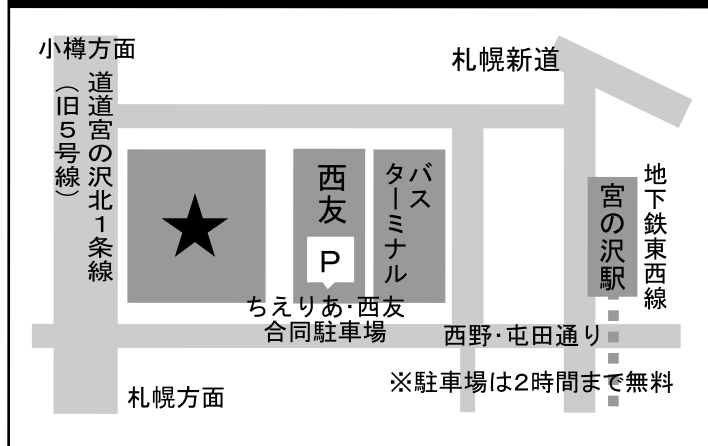 小樽方面
道道宮の沢北1条線
（旧5号線）
札幌新道
西友
P
バス
ターミナル
宮の沢駅
地下鉄東西線
ちえりあ・西友
合同駐車場
西野・屯田通り
※駐車場は2時間まで無料
札幌方面